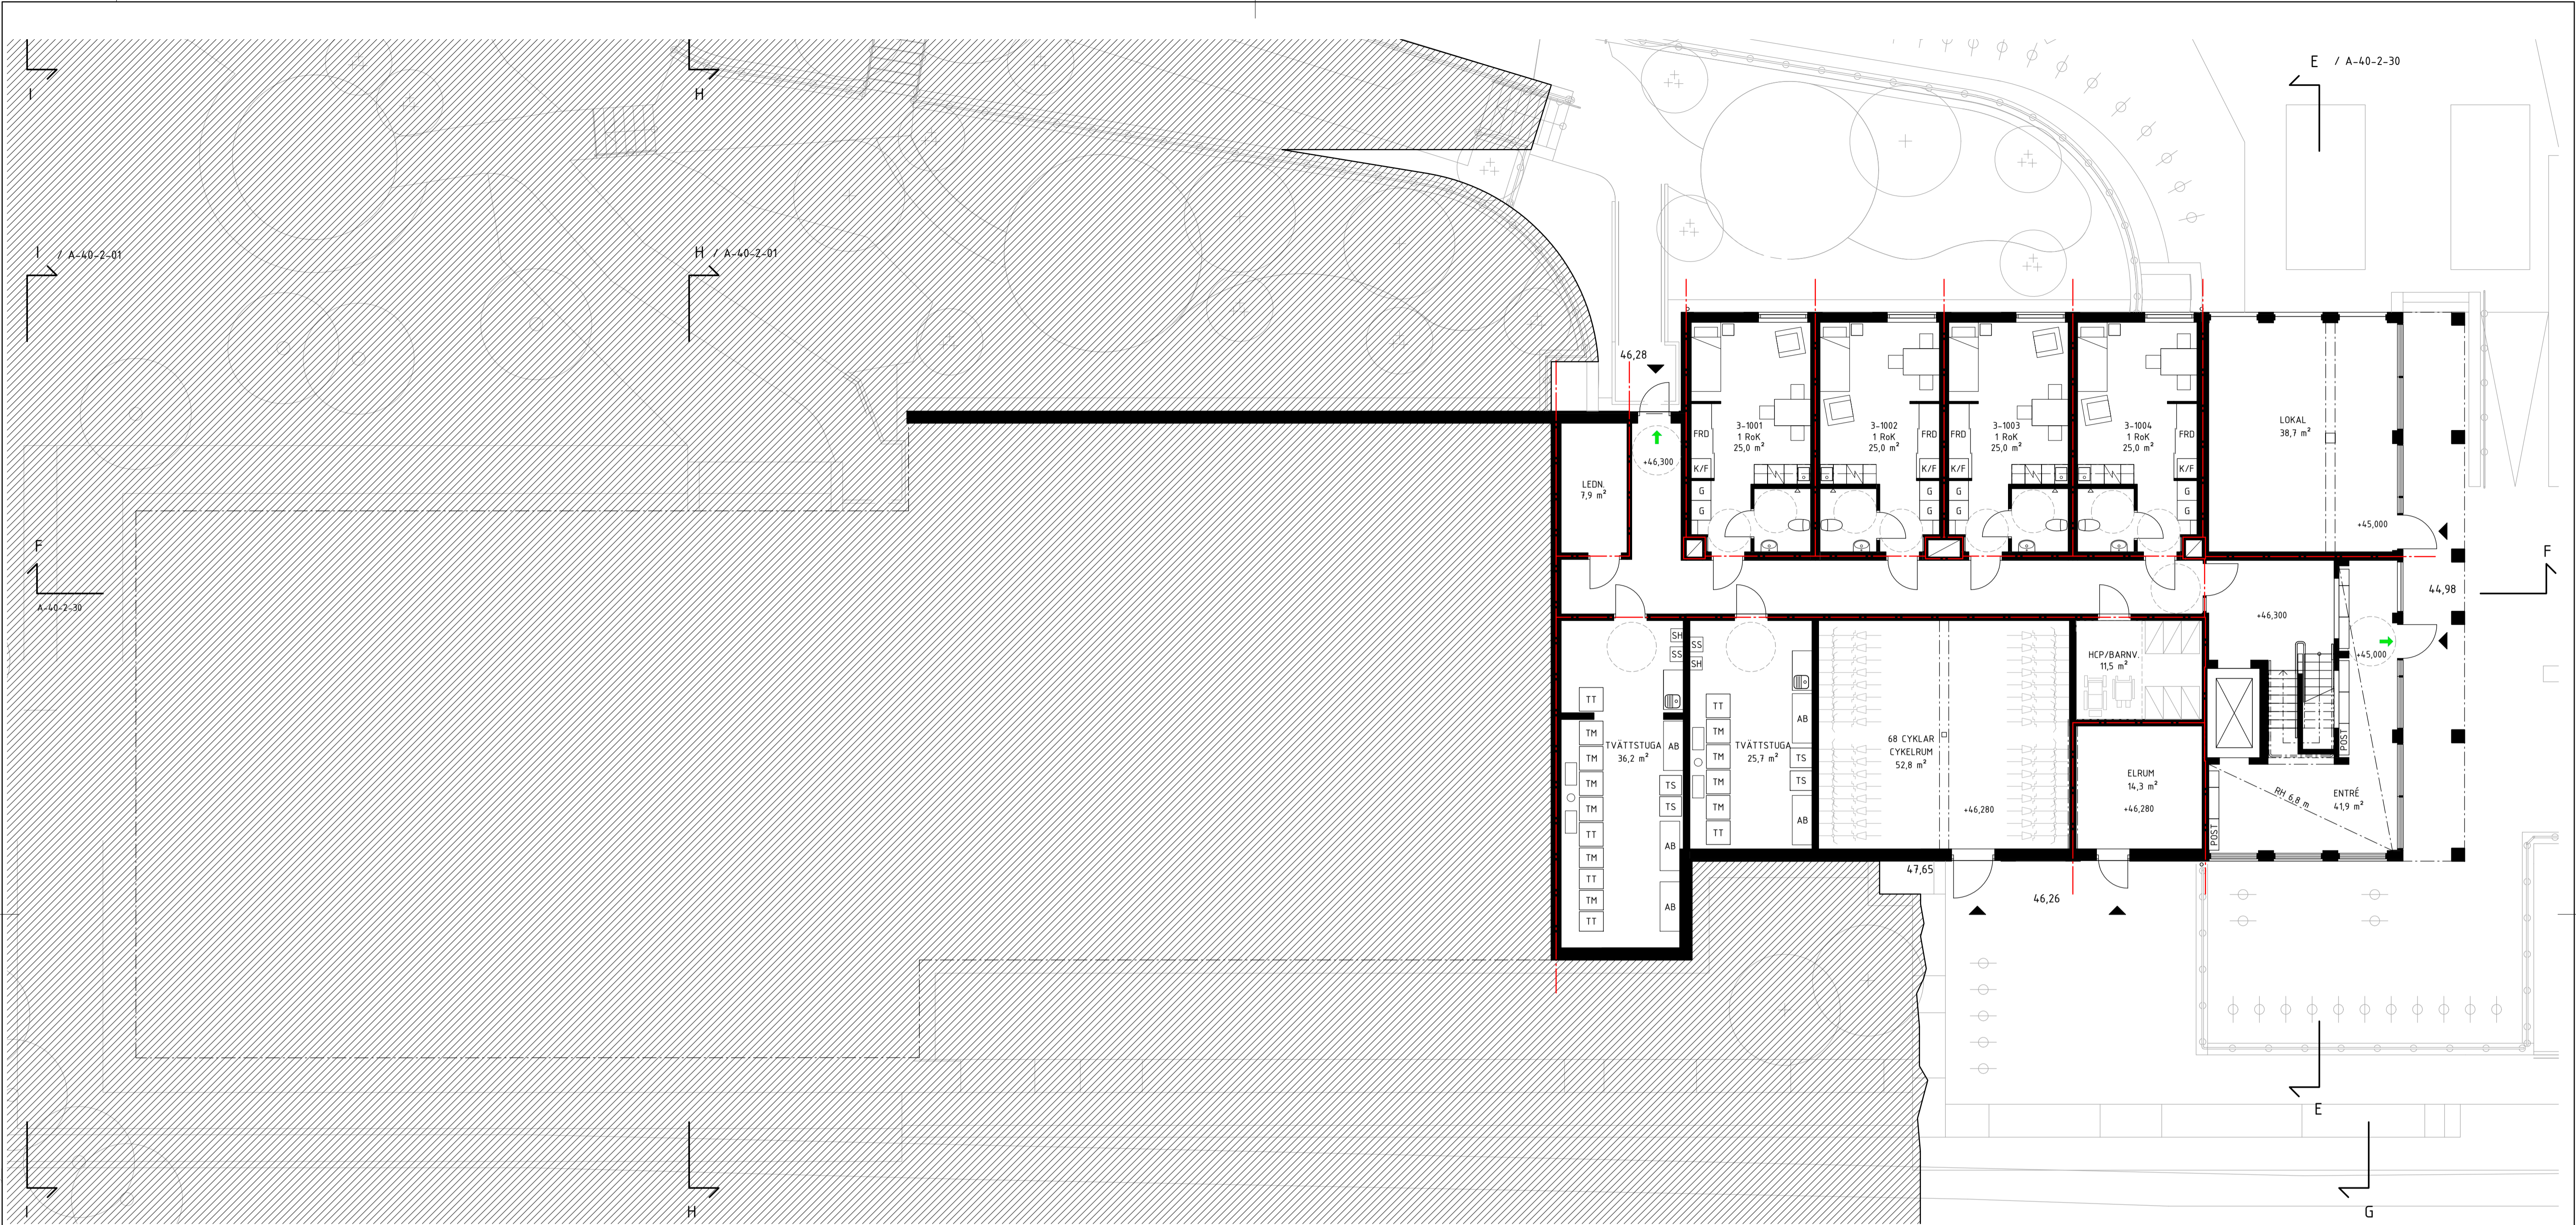 E / A-40-2-30
I
H
I / A-40-2-01
H / A-40-2-01
46,28
+46,300
LEDN.
7,9 m²
3-1001
1 RoK
25,0 m²
FRD
K/F
G
G
3-1002
1 RoK
25,0 m²
FRD
K/F
G
G
3-1003
1 RoK
25,0 m²
FRD
K/F
G
G
3-1004
1 RoK
25,0 m²
FRD
K/F
G
G
LOKAL
38,7 m²
+45,000
F
A-40-2-30
F
44,98
+46,300
+45,000
SH
SS
TT
TM
TM
TM
TM
TT
TM
TT
TM
TT
TVÄTTSTUGA
36,2 m²
AB
TS
TS
AB
AB
SS
SH
TT
TM
TM
TM
TM
TT
TVÄTTSTUGA
25,7 m²
AB
TS
TS
AB
68 CYKLAR
CYKELRUM
52,8 m²
+46,280
HCP/BARNV.
11,5 m²
ELRUM
14,3 m²
+46,280
POST
POST
RH 6,8 m
ENTRÉ
41,9 m²
47,65
46,26
E
I
H
G